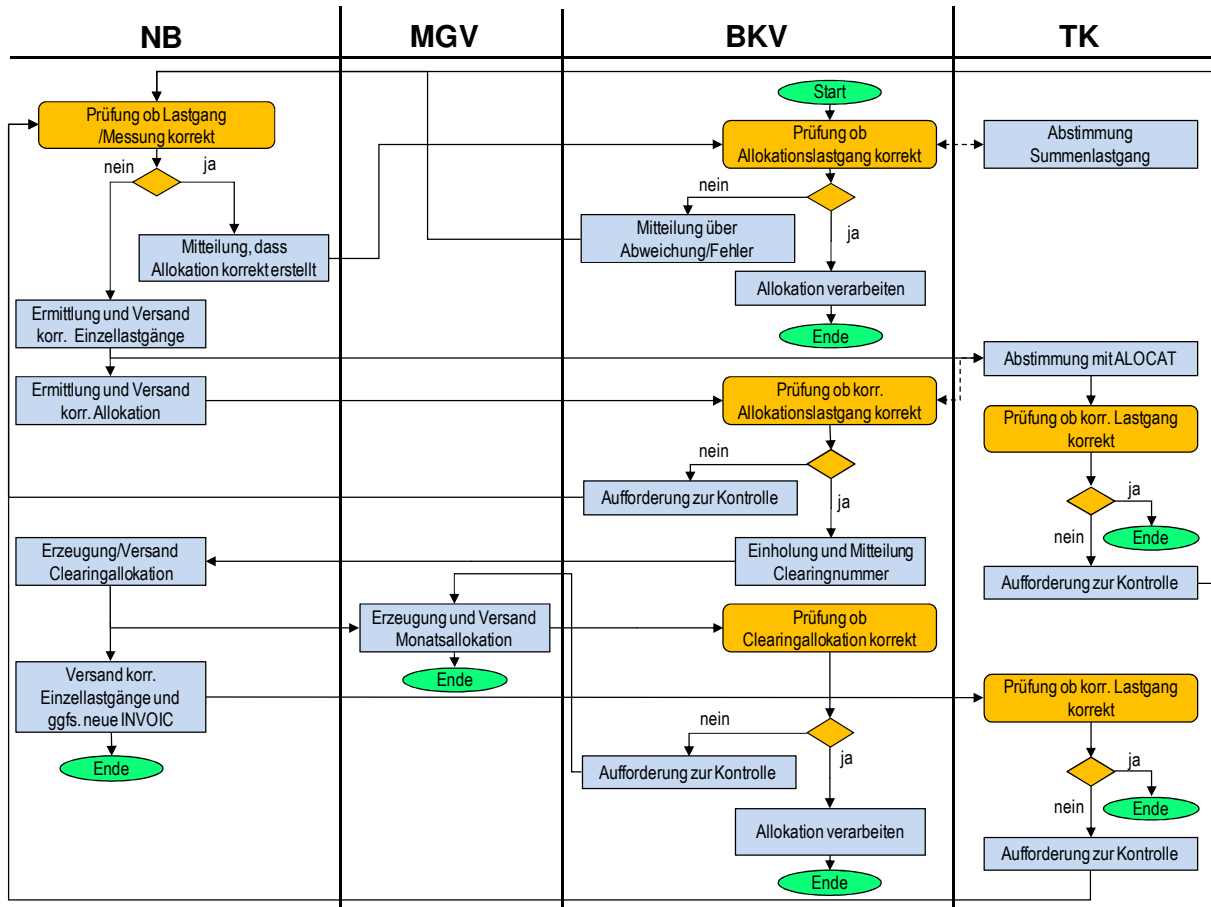 NB
MGV
BKV
TK
Start
Prüfung ob Lastgang
/Messung korrekt
nein
ja
Mitteilung, dass
Allokation korrekt erstellt
Ermittlung und Versand
korr. Einzellastgänge
Ermittlung und Versand
korr. Allokation
Erzeugung/Versand
Clearingallokation
Versand korr.
Einzellastgänge und
ggfs. neue INVOIC
Ende
Erzeugung und Versand
Monatsallokation
Ende
Prüfung ob
Allokationslastgang korrekt
nein
ja
Mitteilung über
Abweichung/Fehler
Allokation verarbeiten
Ende
Prüfung ob korr.
Allokationslastgang korrekt
nein
ja
Aufforderung zur Kontrolle
Einholung und Mitteilung
Clearingnummer
Prüfung ob
Clearingallokation korrekt
nein
ja
Aufforderung zur Kontrolle
Allokation verarbeiten
Ende
Abstimmung
Summenlastgang
Abstimmung mit ALOCAT
Prüfung ob korr. Lastgang
korrekt
ja
nein
Ende
Aufforderung zur Kontrolle
Prüfung ob korr. Lastgang
korrekt
ja
nein
Ende
Aufforderung zur Kontrolle